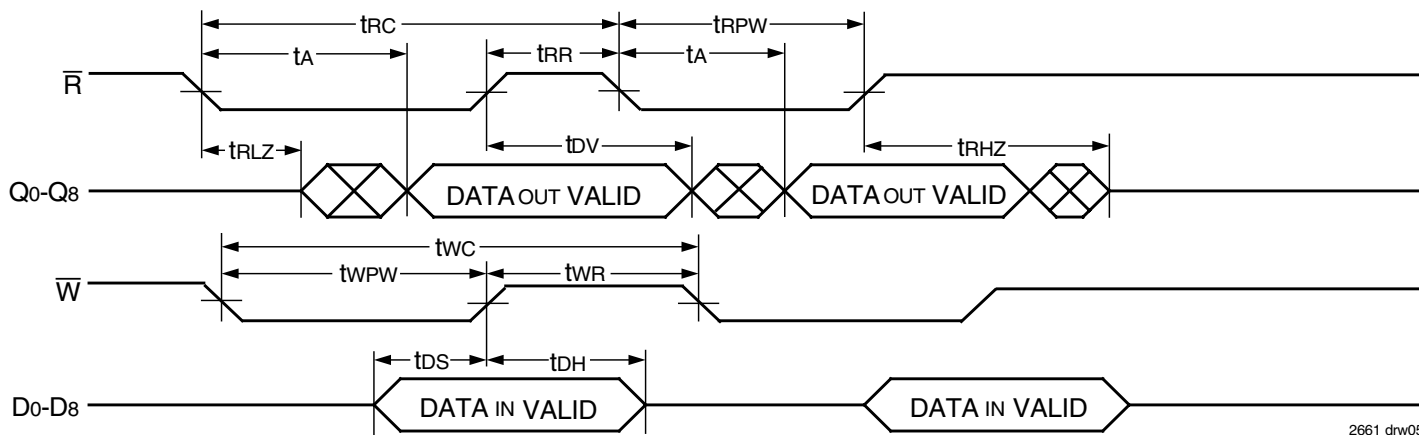 tRC tRPW
tA tRR tA
R̅
tRLZ tDV tRHZ
Q0-Q8 DATA OUT VALID DATA OUT VALID
tWC
tWPW tWR
W̅
tDS tDH
D0-D8 DATA IN VALID DATA IN VALID
2661 drw05